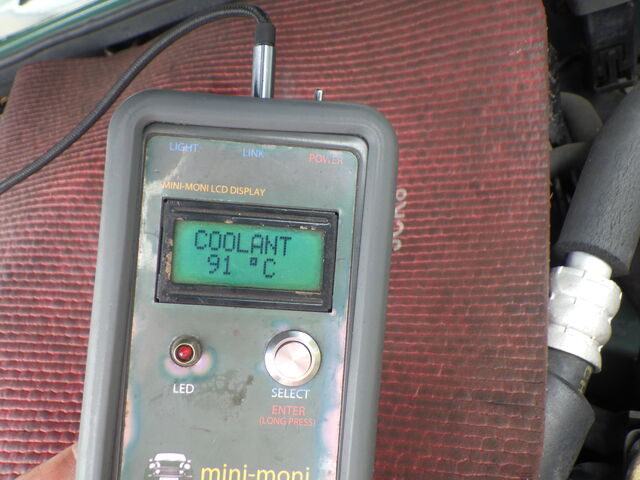 LIGHT LINK POWER
MINI-MONI LCD DISPLAY
COOLANT
91 °C
LED SELECT
ENTER
(LONG PRESS)
mini-moni